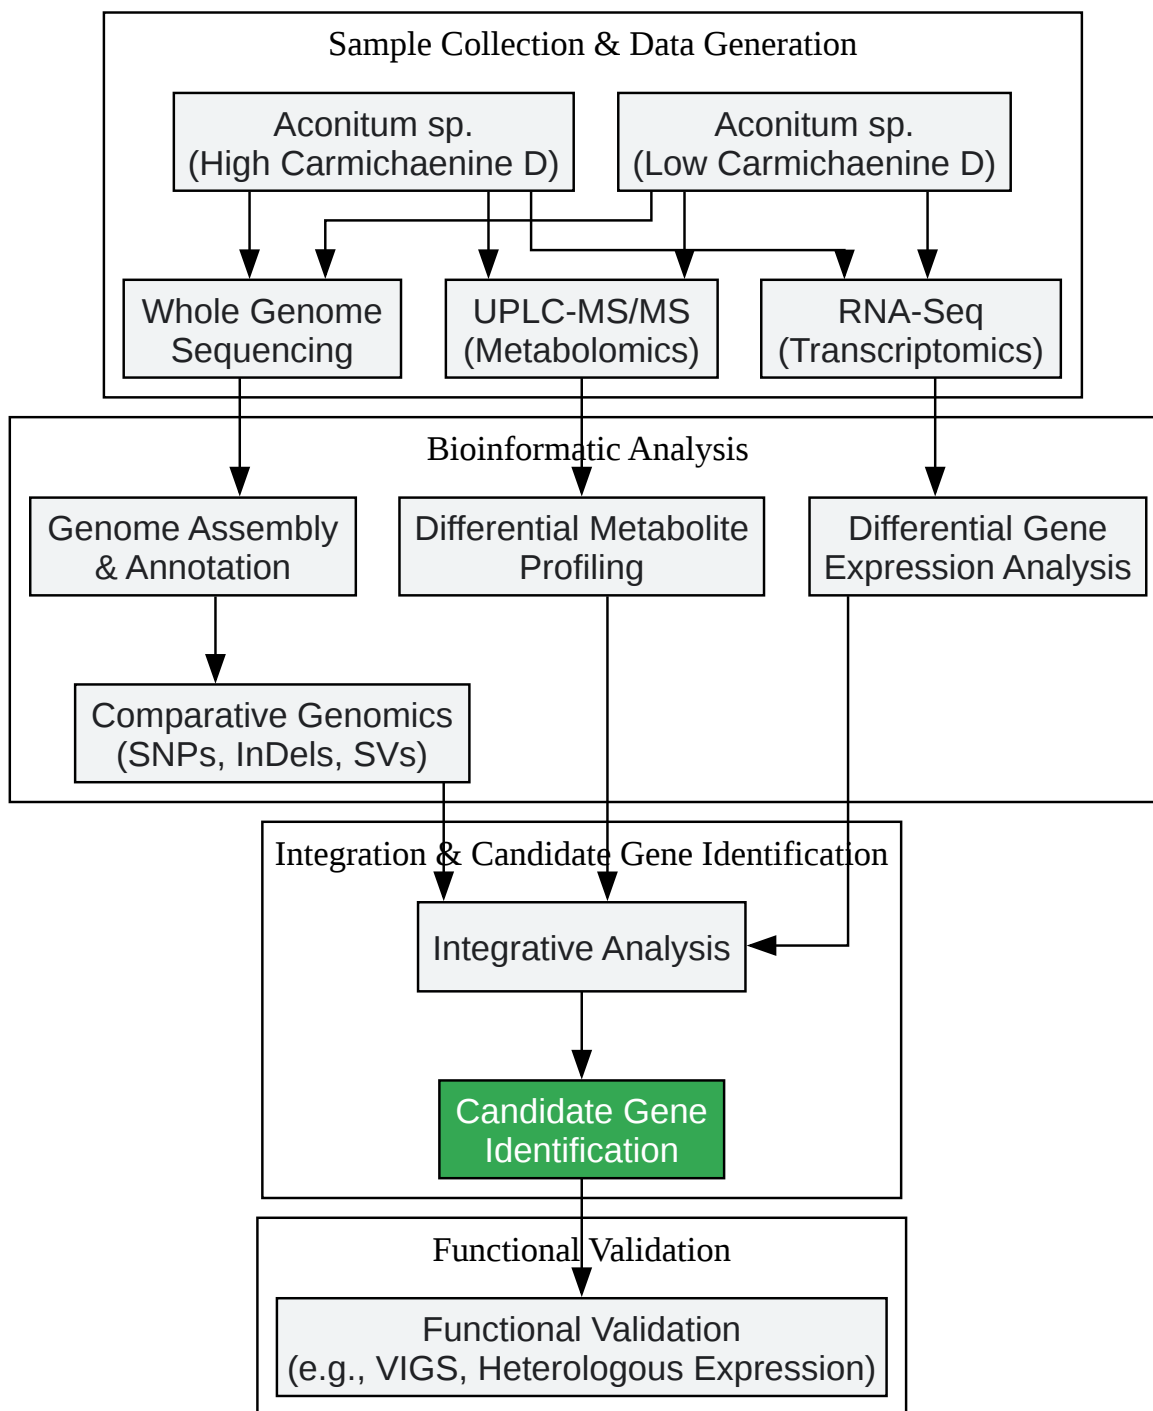 Sample Collection & Data Generation
Aconitum sp.
(High Carmichaenine D)
Aconitum sp.
(Low Carmichaenine D)
Whole Genome
Sequencing
UPLC-MS/MS
(Metabolomics)
RNA-Seq
(Transcriptomics)
Bioinformatic Analysis
Genome Assembly
& Annotation
Differential Metabolite
Profiling
Differential Gene
Expression Analysis
Comparative Genomics
(SNPs, InDels, SVs)
Integration & Candidate Gene Identification
Integrative Analysis
Candidate Gene
Identification
Functional Validation
Functional Validation
(e.g., VIGS, Heterologous Expression)